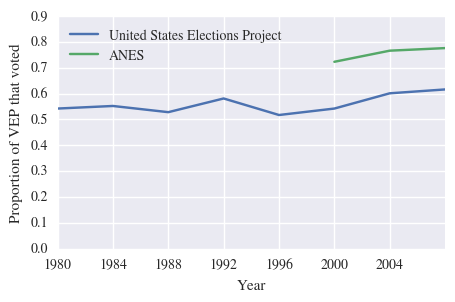 0.9
0.8
0.7
0.6
0.5
0.4
0.3
0.2
0.1
0.0
Proportion of VEP that voted
United States Elections Project
ANES
1980 1984 1988 1992 1996 2000 2004
Year